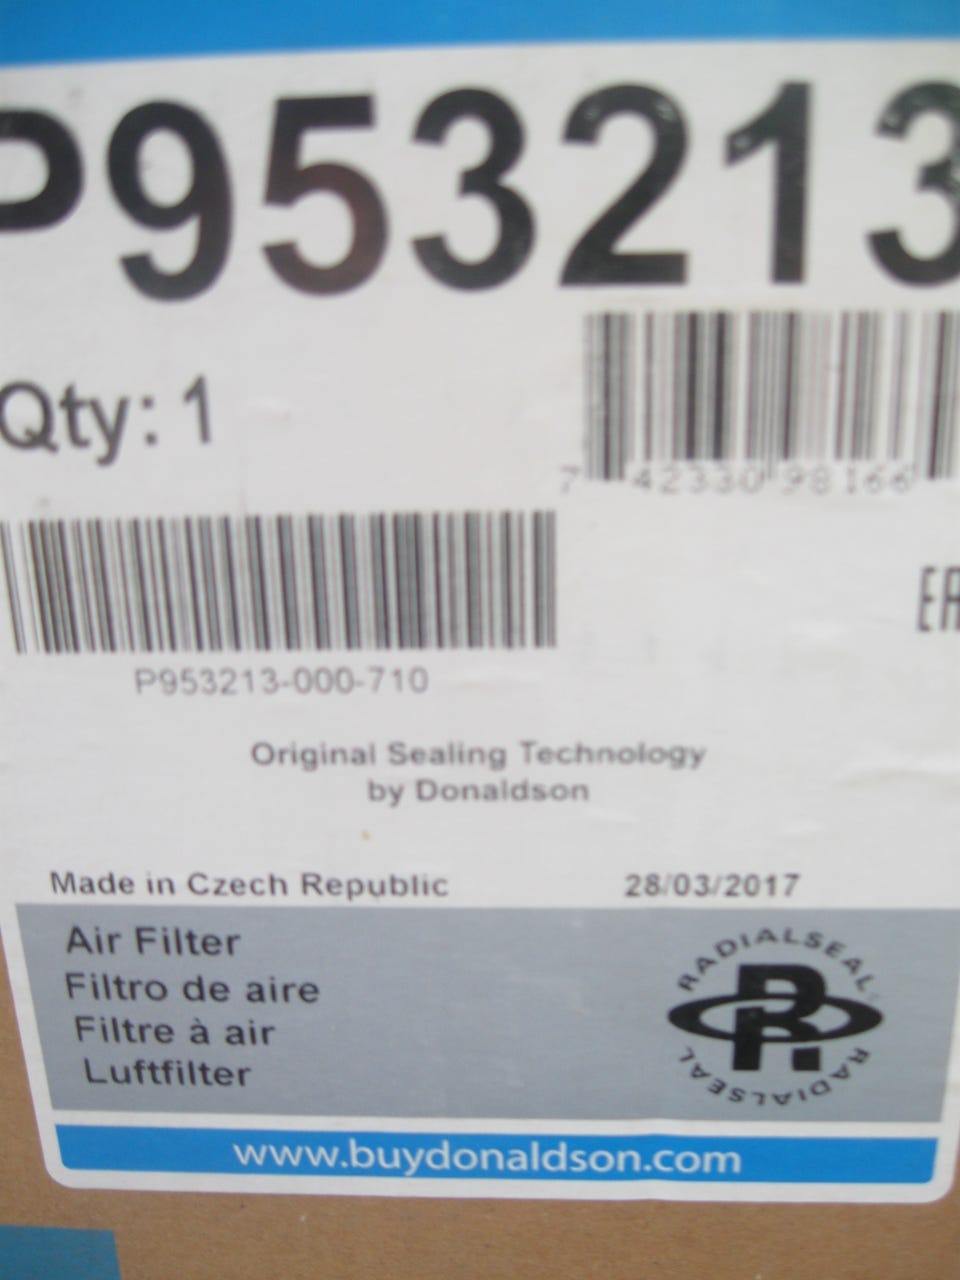 P953213
Qty: 1
7 42330 98166
P953213-000-710
Original Sealing Technology
by Donaldson
Made in Czech Republic 28/03/2017
Air Filter
Filtro de aire
Filtre à air
Luftfilter
RADIALSEAL
R
RADIALSEAL
www.buydonaldson.com